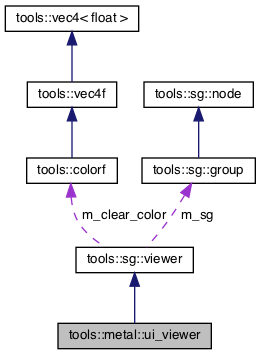 tools::vec4< float >
tools::vec4f
tools::sg::node
tools::colorf
tools::sg::group
m_clear_color
m_sg
tools::sg::viewer
tools::metal::ui_viewer